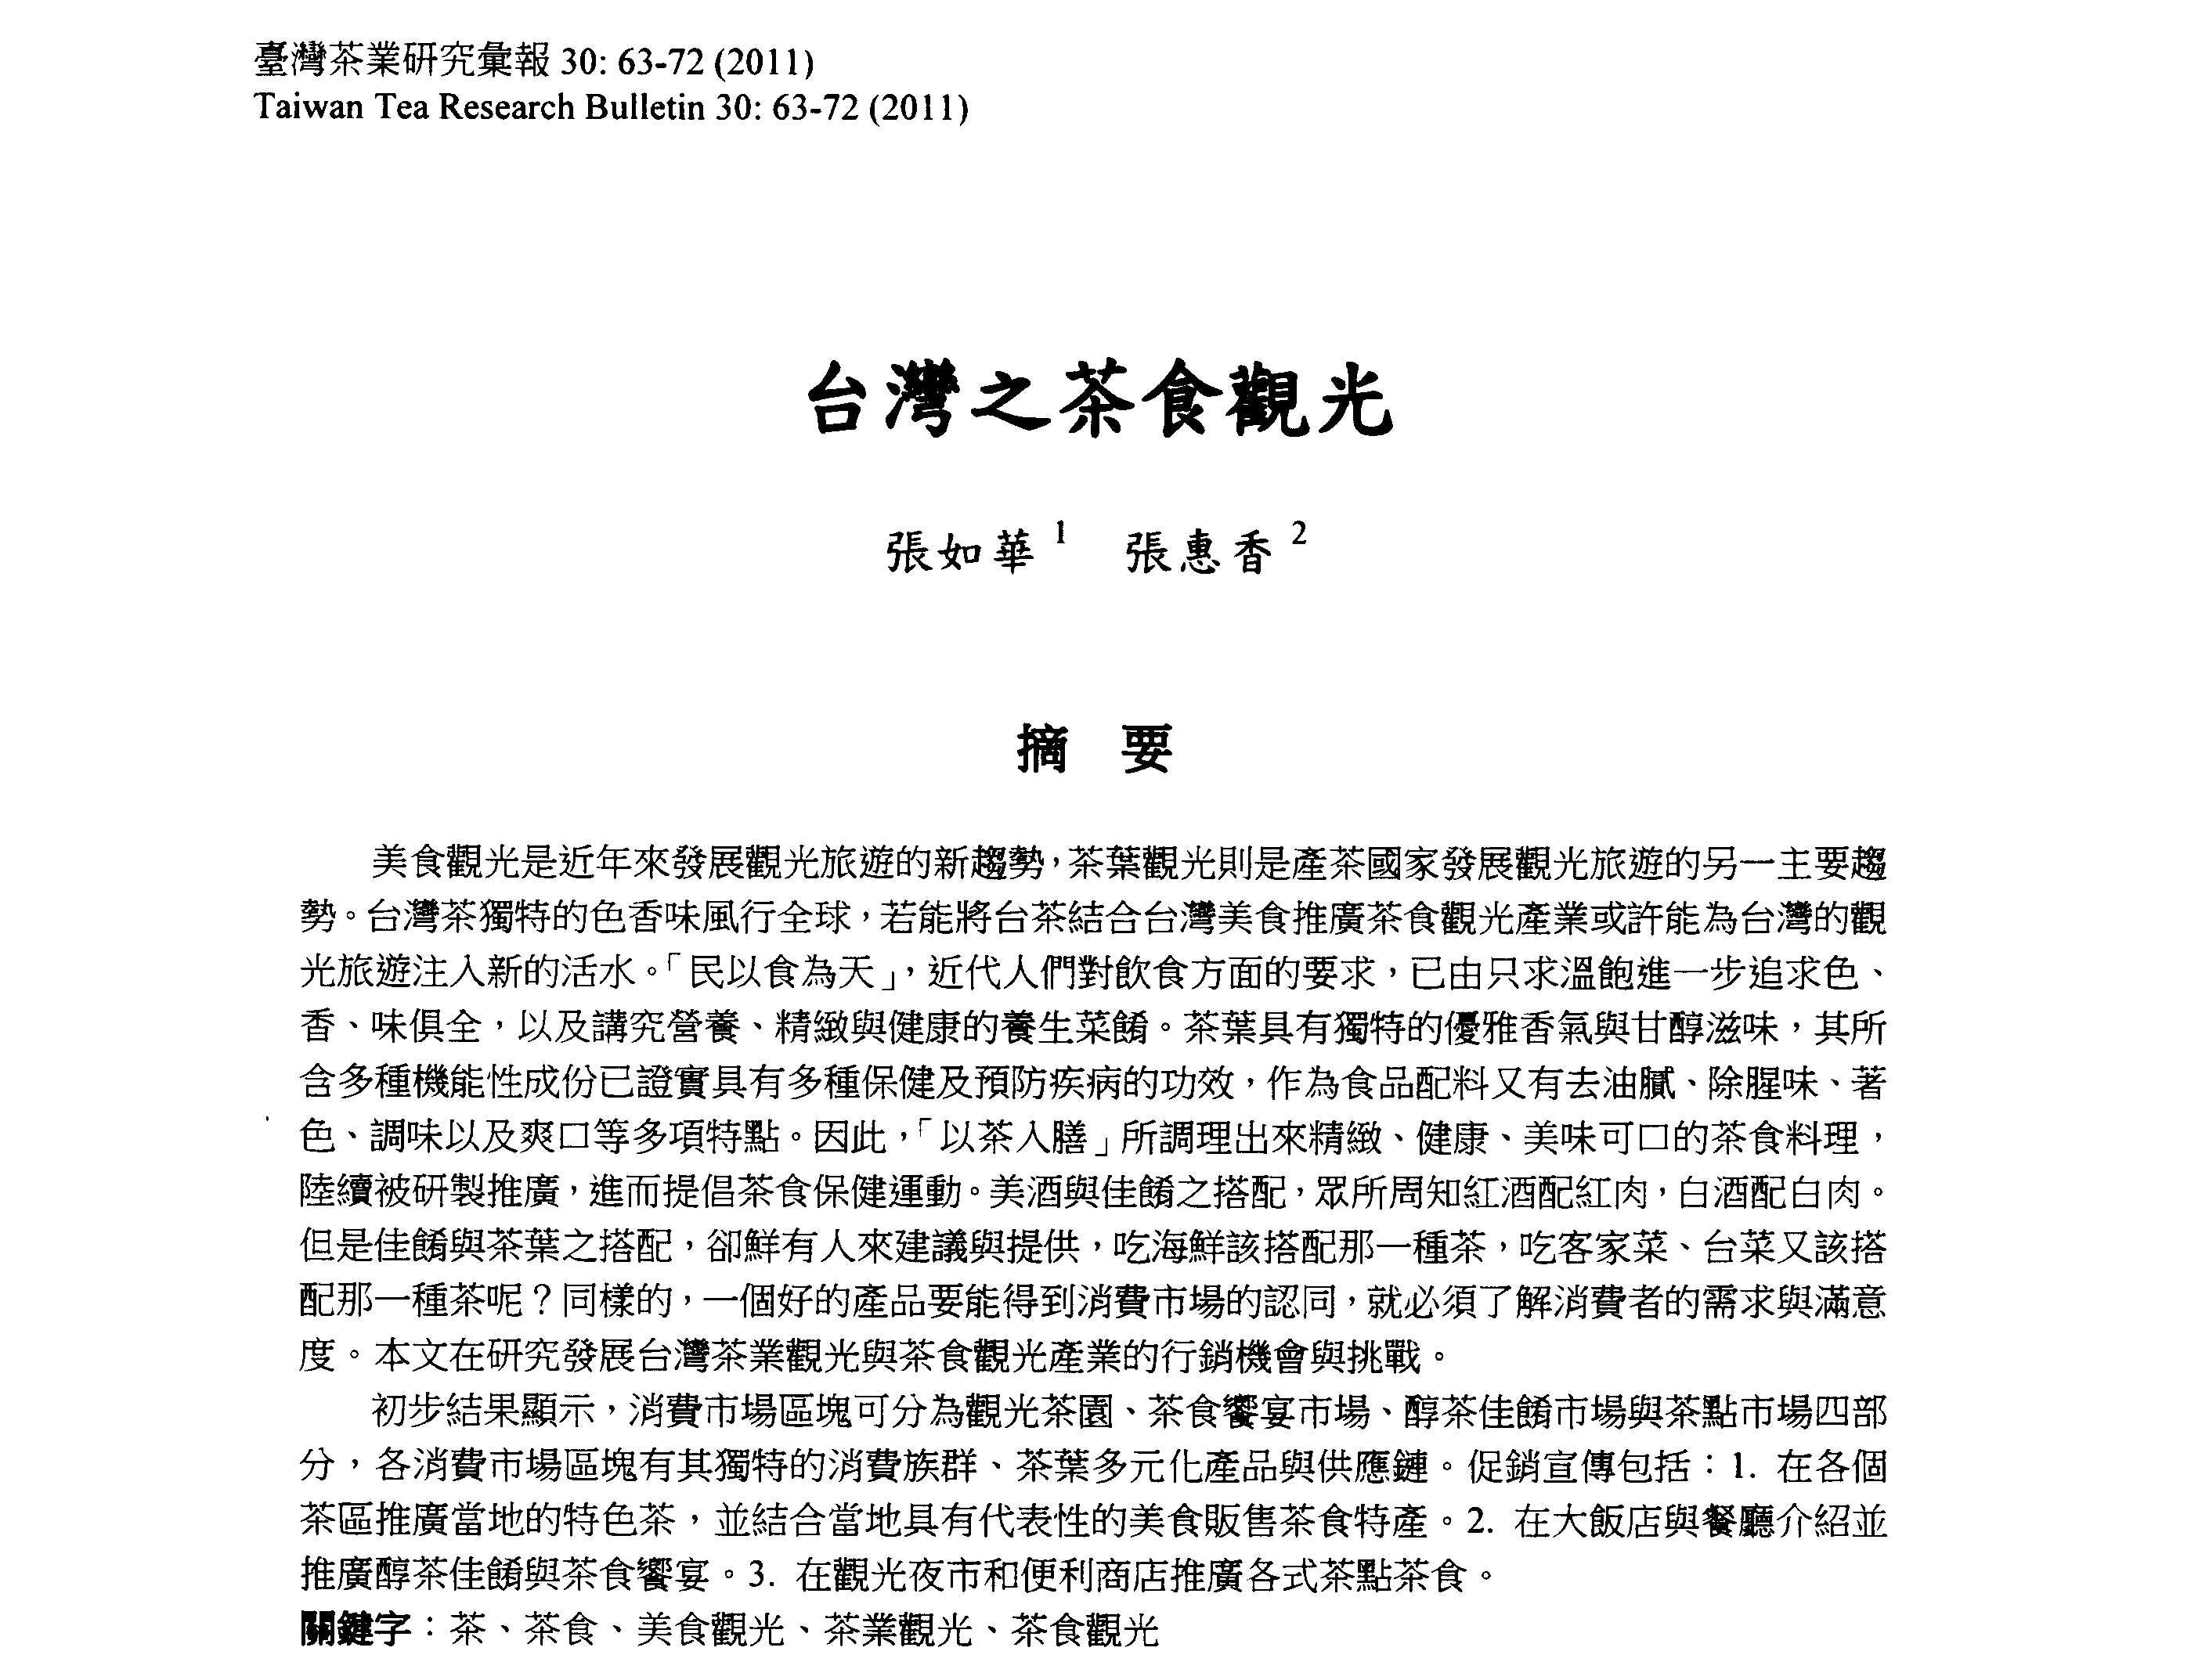 臺灣茶業研究彙報 30: 63-72 (2011)
Taiwan Tea Research Bulletin 30: 63-72 (2011)
台灣之茶食觀光
張如華1 張惠香2
摘 要
美食觀光是近年來發展觀光旅遊的新趨勢，茶葉觀光則是產茶國家發展觀光旅遊的另一主要趨
勢。台灣茶獨特的色香味風行全球，若能將台茶結合台灣美食推廣茶食觀光產業或許能為台灣的觀
光旅遊注入新的活水。「民以食為天」，近代人們對飲食方面的要求，已由只求溫飽進一步追求色、
香、味俱全，以及講究營養、精緻與健康的養生菜餚。茶葉具有獨特的優雅香氣與甘醇滋味，其所
含多種機能性成份已證實具有多種保健及預防疾病的功效，作為食品配料又有去油膩、除腥味、著
色、調味以及爽口等多項特點。因此，「以茶入膳」所調理出來精緻、健康、美味可口的茶食料理，
陸續被研製推廣，進而提倡茶食保健運動。美酒與佳餚之搭配，眾所周知紅酒配紅肉，白酒配白肉。
但是佳餚與茶葉之搭配，卻鮮有人來建議與提供，吃海鮮該搭配那一種茶，吃客家菜、台菜又該搭
配那一種茶呢？同樣的，一個好的產品要能得到消費市場的認同，就必須了解消費者的需求與滿意
度。本文在研究發展台灣茶業觀光與茶食觀光產業的行銷機會與挑戰。
初步結果顯示，消費市場區塊可分為觀光茶園、茶食饗宴市場、醇茶佳餚市場與茶點市場四部
分，各消費市場區塊有其獨特的消費族群、茶葉多元化產品與供應鏈。促銷宣傳包括：1. 在各個
茶區推廣當地的特色茶，並結合當地具有代表性的美食販售茶食特產。2. 在大飯店與餐廳介紹並
推廣醇茶佳餚與茶食饗宴。3. 在觀光夜市和便利商店推廣各式茶點茶食。
關鍵字：茶、茶食、美食觀光、茶業觀光、茶食觀光